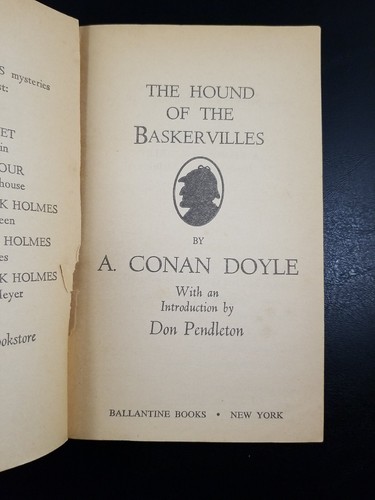 S mysteries
st:
ET
in
OUR
house
K HOLMES
een
HOLMES
es
K HOLMES
Meyer
ookstore
THE HOUND
OF THE
BASKERVILLES
BY
A. CONAN DOYLE
With an
Introduction by
Don Pendleton
BALLANTINE BOOKS • NEW YORK